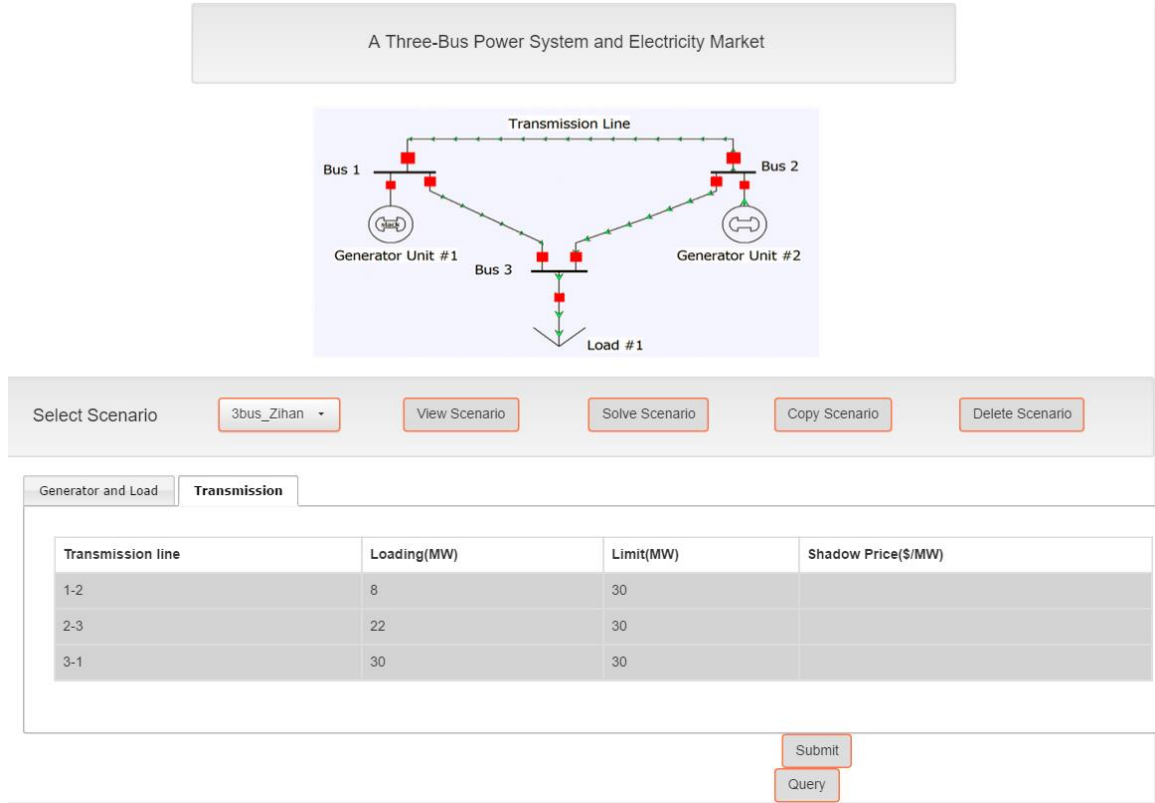 A Three-Bus Power System and Electricity Market
Transmission Line
Bus 1
Bus 2
slack
Generator Unit #1
Generator Unit #2
Bus 3
Load #1
Select Scenario 3bus_Zihan View Scenario Solve Scenario Copy Scenario Delete Scenario
Generator and Load Transmission
Transmission line Loading(MW) Limit(MW) Shadow Price($/MW)
1-2 8 30
2-3 22 30
3-1 30 30
Submit
Query